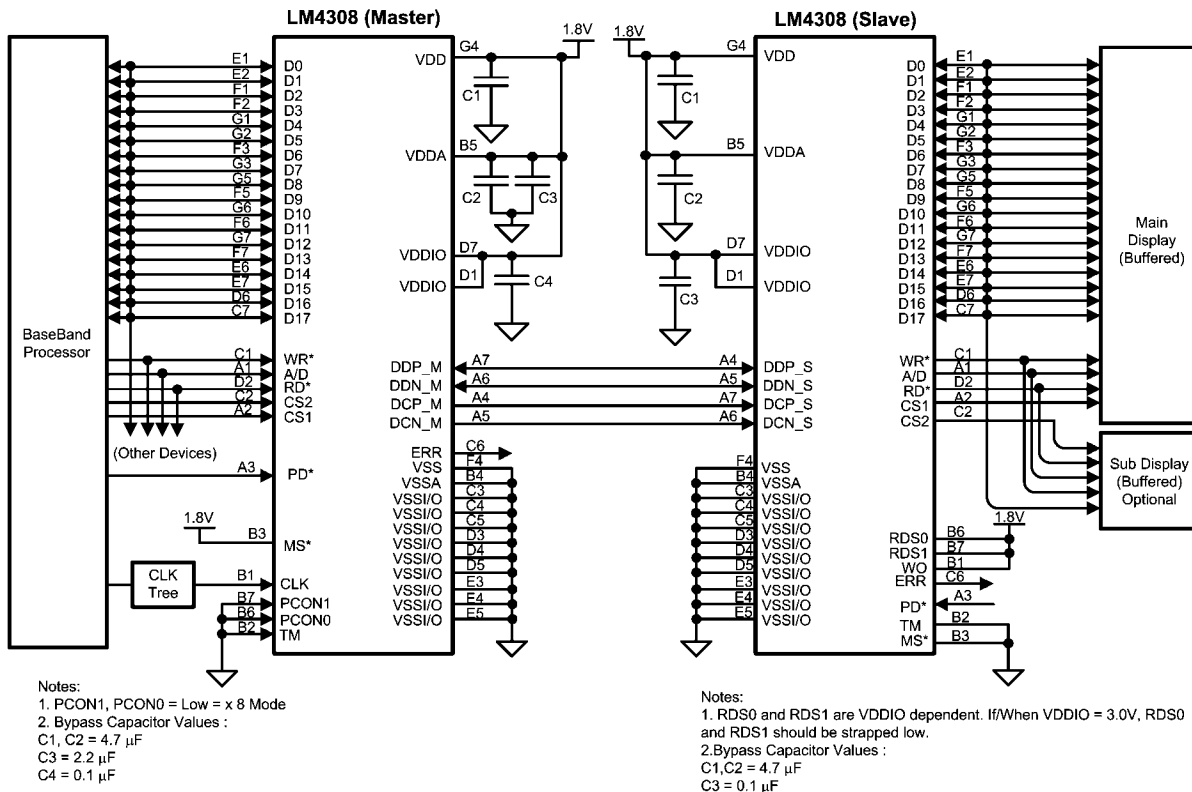 LM4308 (Master)
LM4308 (Slave)
BaseBand
Processor
E1
E2
F1
F2
G1
G2
F3
G3
G5
F5
G6
F6
G7
F7
E6
E7
D6
C7
D0
D1
D2
D3
D4
D5
D6
D7
D8
D9
D10
D11
D12
D13
D14
D15
D16
D17
C1
A1
D2
C2
A2
WR*
A/D
RD*
CS2
CS1
(Other Devices)
A3
PD*
1.8V
B3
MS*
CLK
Tree
B1
CLK
B7
PCON1
B6
PCON0
B2
TM
1.8V
G4
VDD
C1
B5
VDDA
C2
C3
D7
VDDIO
D1
VDDIO
C4
DDP_M
A7
DDN_M
A6
DCP_M
A4
DCN_M
A5
ERR
C6
VSS
F4
VSSA
B4
VSSI/O
C3
VSSI/O
C4
VSSI/O
C5
VSSI/O
D3
VSSI/O
D4
VSSI/O
D5
VSSI/O
E3
VSSI/O
E4
VSSI/O
E5
1.8V
G4
VDD
C1
B5
VDDA
C2
D7
VDDIO
D1
VDDIO
C3
A4
DDP_S
A5
DDN_S
A7
DCP_S
A6
DCN_S
F4
VSS
B4
VSSA
C3
VSSI/O
C4
VSSI/O
C5
VSSI/O
D3
VSSI/O
D4
VSSI/O
D5
VSSI/O
E3
VSSI/O
E4
VSSI/O
E5
VSSI/O
D0
D1
D2
D3
D4
D5
D6
D7
D8
D9
D10
D11
D12
D13
D14
D15
D16
D17
E1
E2
F1
F2
G1
G2
F3
G3
G5
F5
G6
F6
G7
F7
E6
E7
D6
C7
WR*
A/D
RD*
CS1
CS2
C1
A1
D2
A2
C2
Main
Display
(Buffered)
Sub Display
(Buffered)
Optional
1.8V
RDS0
B6
RDS1
B7
WO
B1
ERR
C6
PD*
A3
TM
B2
MS*
B3
Notes:
1. PCON1, PCON0 = Low = x 8 Mode
2. Bypass Capacitor Values :
C1, C2 = 4.7 μF
C3 = 2.2 μF
C4 = 0.1 μF
Notes:
1. RDS0 and RDS1 are VDDIO dependent. If/When VDDIO = 3.0V, RDS0
and RDS1 should be strapped low.
2.Bypass Capacitor Values :
C1,C2 = 4.7 μF
C3 = 0.1 μF